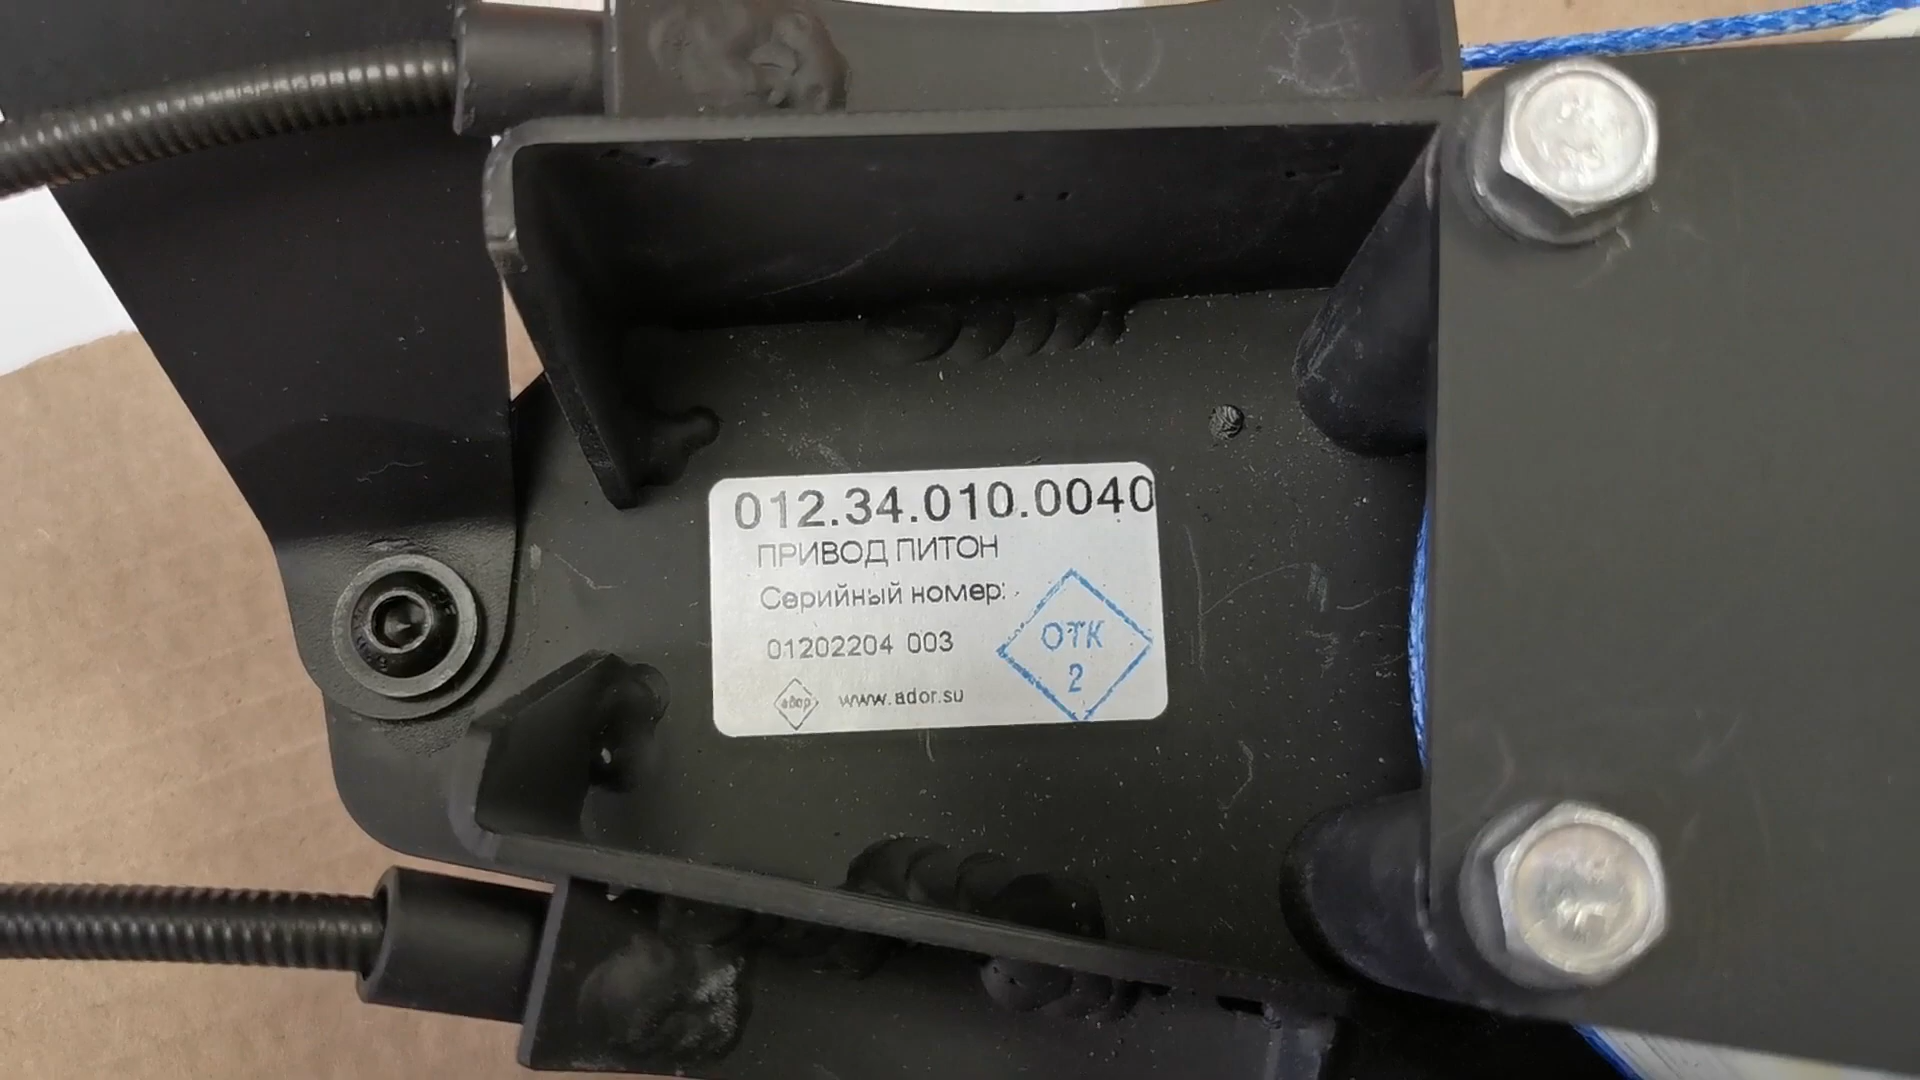 012.34.010.0040
ПРИВОД ПИТОН
Серийный номер:
01202204 003
адор www.ador.su
ОТК
2